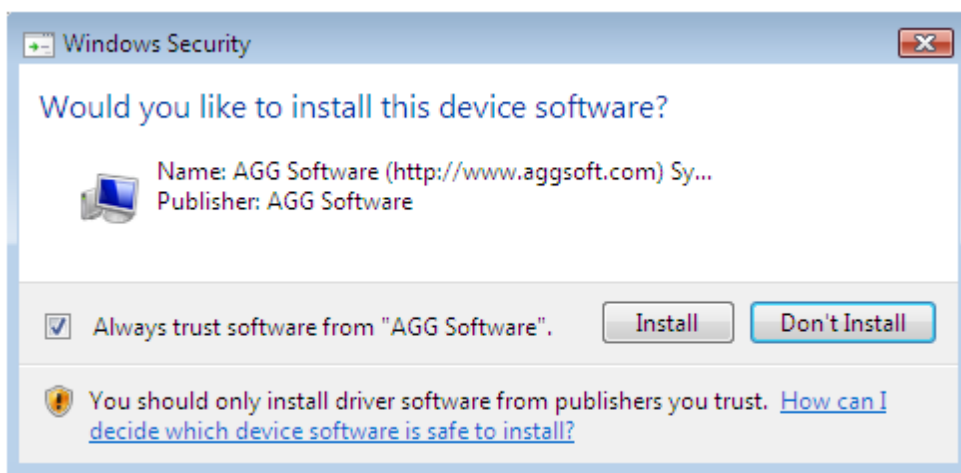 Windows Security
Would you like to install this device software?
Name: AGG Software (http://www.aggsoft.com) Sy...
Publisher: AGG Software
Always trust software from "AGG Software".
Install
Don't Install
You should only install driver software from publishers you trust. How can I
decide which device software is safe to install?